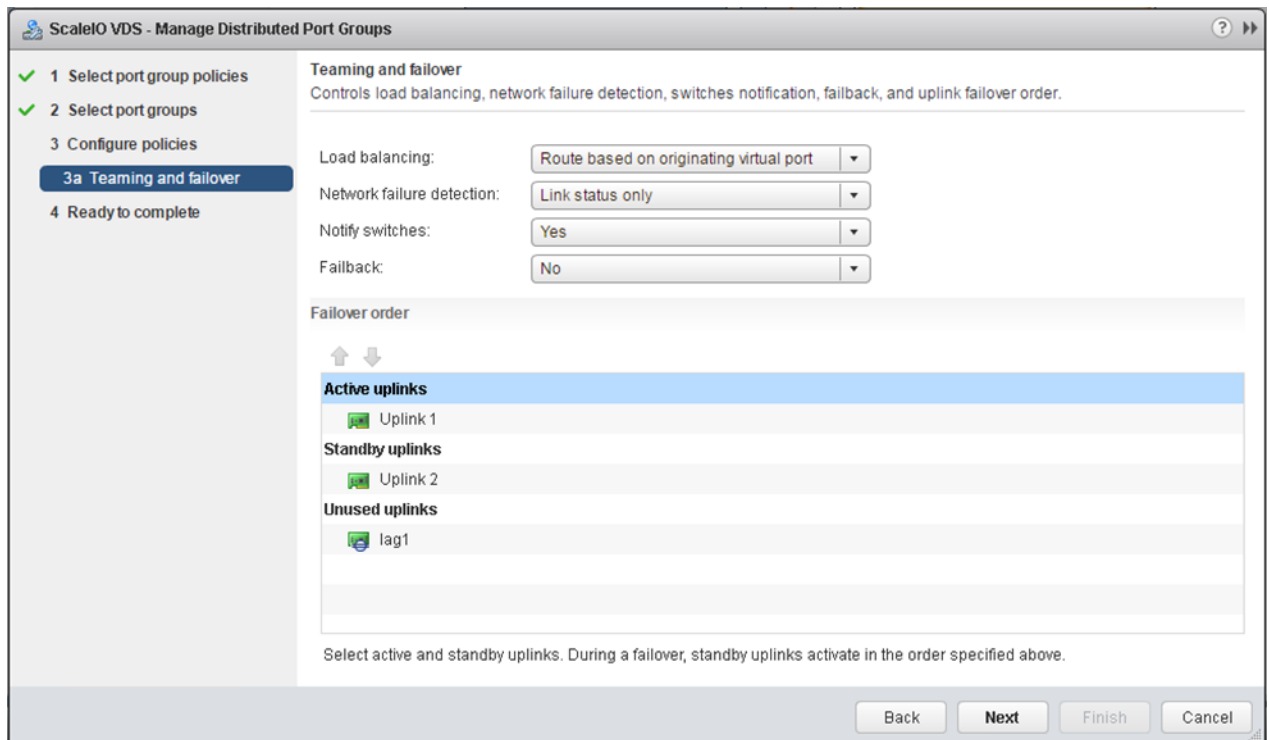 ScaleIO VDS - Manage Distributed Port Groups
?
1 Select port group policies
2 Select port groups
3 Configure policies
3a Teaming and failover
4 Ready to complete
Teaming and failover
Controls load balancing, network failure detection, switches notification, failback, and uplink failover order.
Load balancing: Route based on originating virtual port
Network failure detection: Link status only
Notify switches: Yes
Failback: No
Failover order
Active uplinks
Uplink 1
Standby uplinks
Uplink 2
Unused uplinks
lag1
Select active and standby uplinks. During a failover, standby uplinks activate in the order specified above.
Back Next Finish Cancel